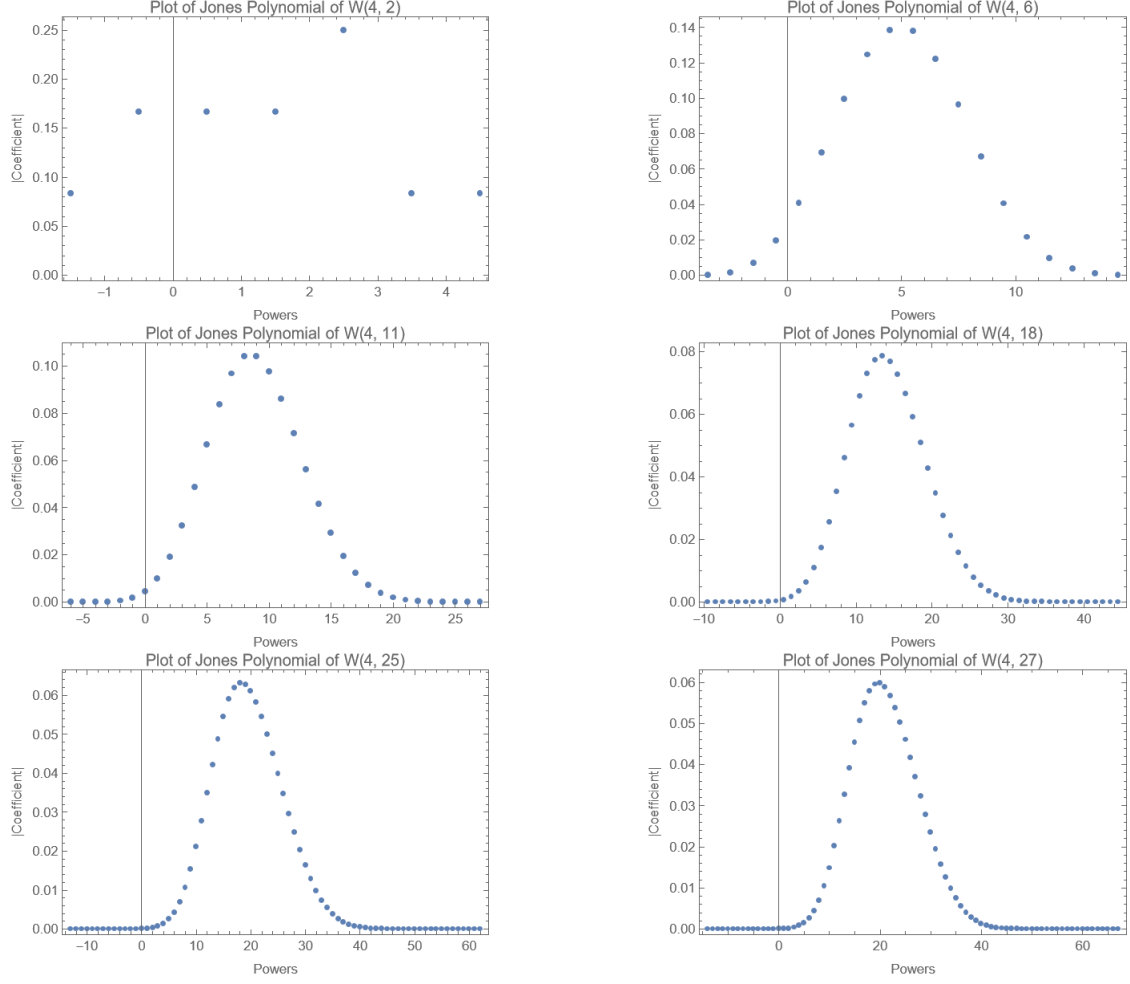 Plot of Jones Polynomial of W(4, 2)
|Coefficient|
0.25
0.20
0.15
0.10
0.05
0.00
−1 0 1 2 3 4
Powers
Plot of Jones Polynomial of W(4, 6)
|Coefficient|
0.14
0.12
0.10
0.08
0.06
0.04
0.02
0.00
0 5 10
Powers
Plot of Jones Polynomial of W(4, 11)
|Coefficient|
0.10
0.08
0.06
0.04
0.02
0.00
−5 0 5 10 15 20 25
Powers
Plot of Jones Polynomial of W(4, 18)
|Coefficient|
0.08
0.06
0.04
0.02
0.00
−10 0 10 20 30 40
Powers
Plot of Jones Polynomial of W(4, 25)
|Coefficient|
0.06
0.05
0.04
0.03
0.02
0.01
0.00
−10 0 10 20 30 40 50 60
Powers
Plot of Jones Polynomial of W(4, 27)
|Coefficient|
0.06
0.05
0.04
0.03
0.02
0.01
0.00
0 20 40 60
Powers